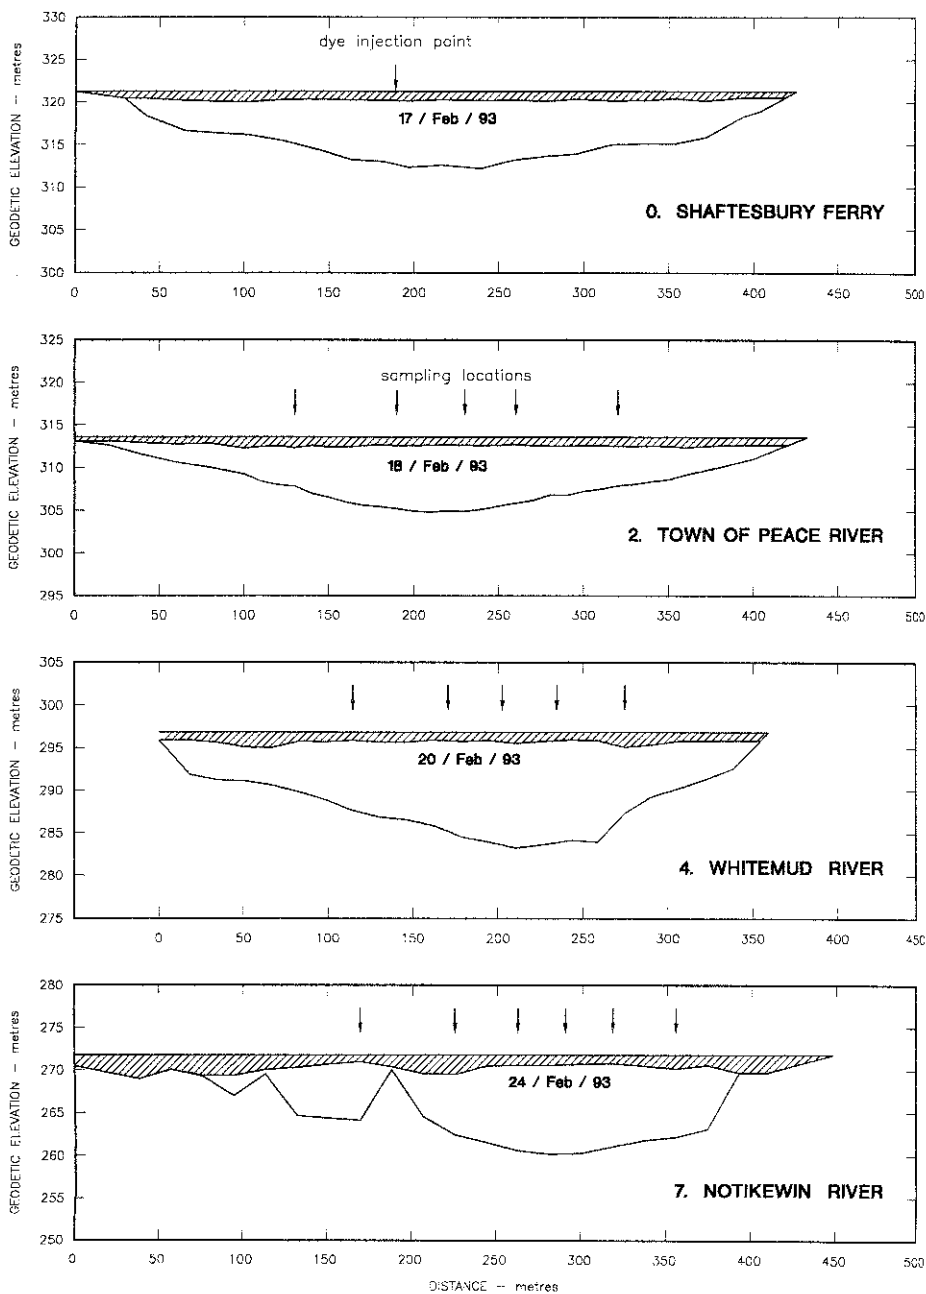 330
325
320
315
310
305
300
GEODETIC ELEVATION – metres
dye injection point
17 / Feb / 93
0. SHAFTESBURY FERRY
0 50 100 150 200 250 300 350 400 450 500
325
320
315
310
305
300
295
GEODETIC ELEVATION – metres
sampling locations
18 / Feb / 93
2. TOWN OF PEACE RIVER
0 50 100 150 200 250 300 350 400 450 500
305
300
295
290
285
280
275
GEODETIC ELEVATION – metres
20 / Feb / 93
4. WHITEMUD RIVER
0 50 100 150 200 250 300 350 400 450
280
275
270
265
260
255
250
GEODETIC ELEVATION – metres
24 / Feb / 93
7. NOTIKEWIN RIVER
0 50 100 150 200 250 300 350 400 450 500
DISTANCE – metres